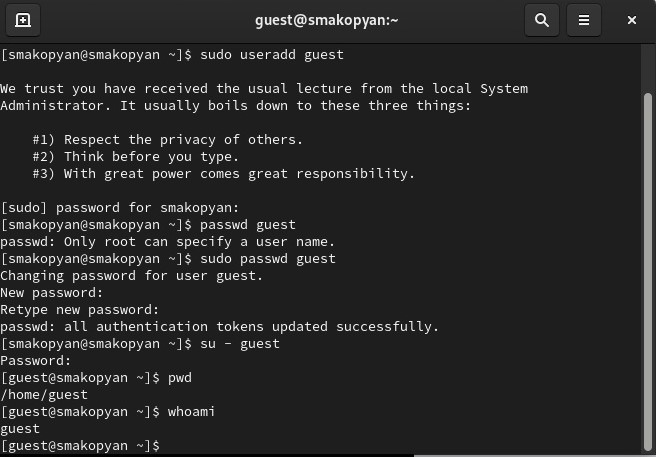 guest@smakopyan:~
[smakopyan@smakopyan ~]$ sudo useradd guest
We trust you have received the usual lecture from the local System
Administrator. It usually boils down to these three things:
#1) Respect the privacy of others.
#2) Think before you type.
#3) With great power comes great responsibility.
[sudo] password for smakopyan:
[smakopyan@smakopyan ~]$ passwd guest
passwd: Only root can specify a user name.
[smakopyan@smakopyan ~]$ sudo passwd guest
Changing password for user guest.
New password:
Retype new password:
passwd: all authentication tokens updated successfully.
[smakopyan@smakopyan ~]$ su - guest
Password:
[guest@smakopyan ~]$ pwd
/home/guest
[guest@smakopyan ~]$ whoami
guest
[guest@smakopyan ~]$